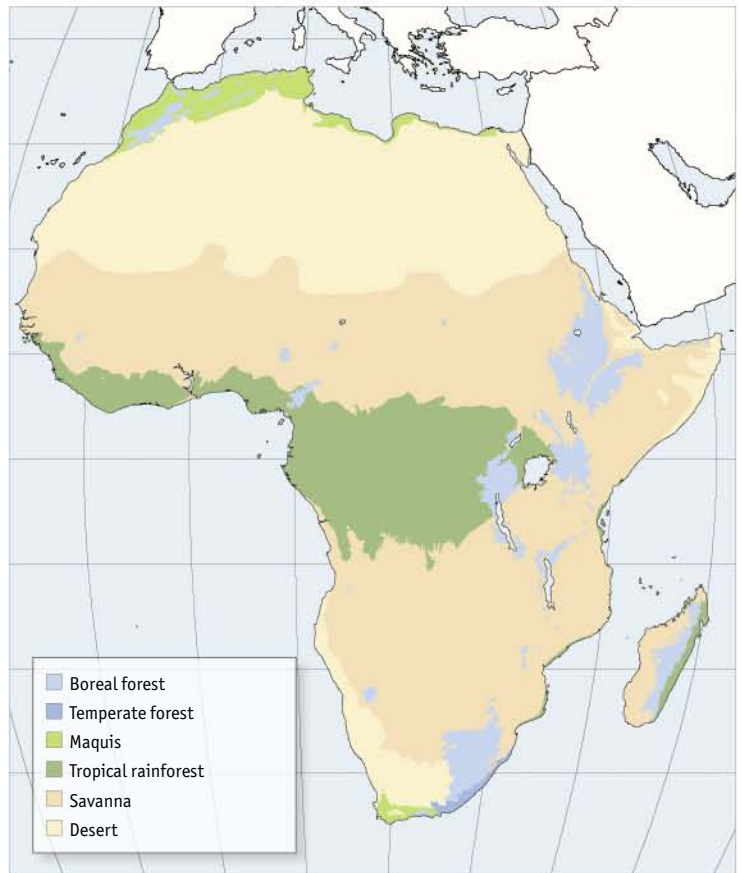 Boreal forest
Temperate forest
Maquis
Tropical rainforest
Savanna
Desert